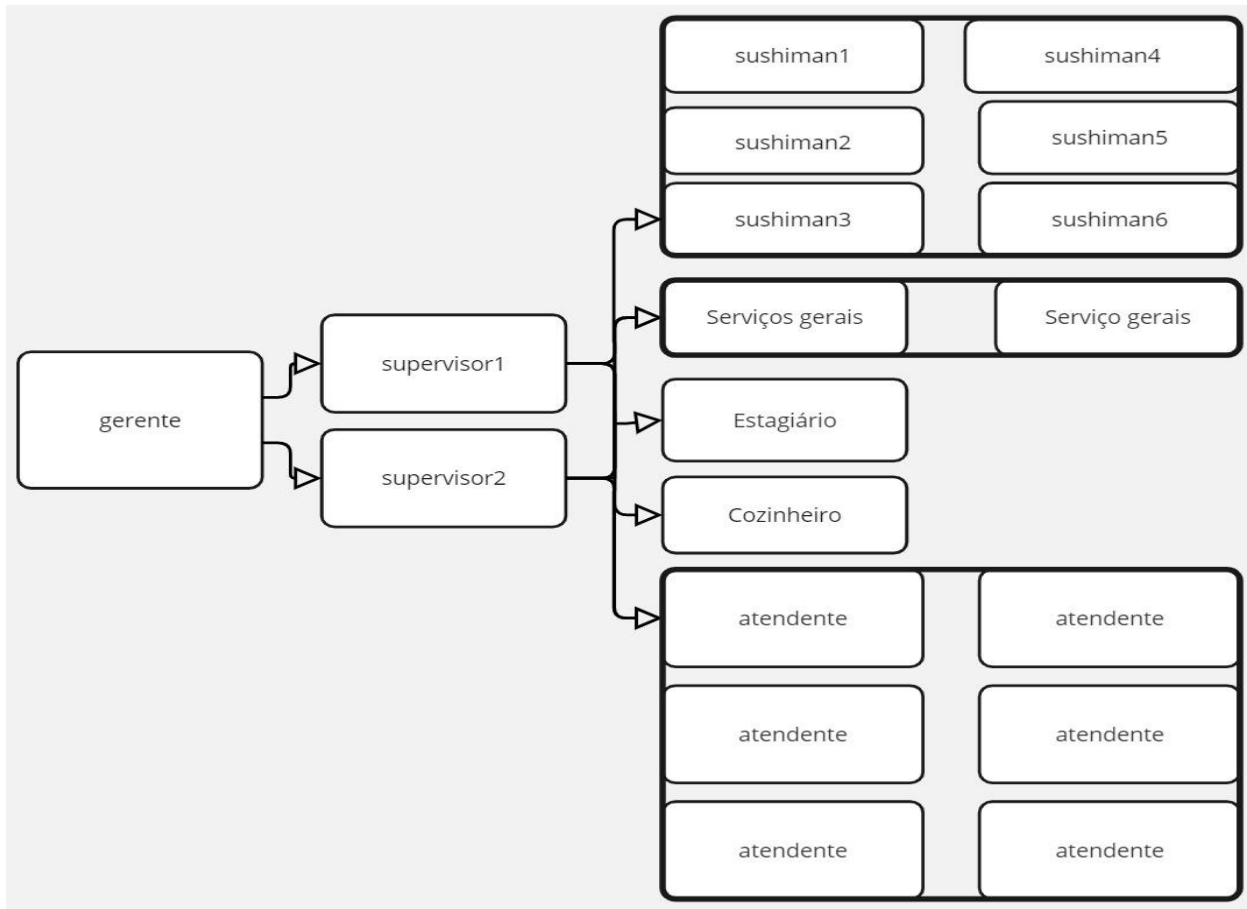 gerente
supervisor1
supervisor2
sushiman1
sushiman4
sushiman2
sushiman5
sushiman3
sushiman6
Serviços gerais
Serviço gerais
Estagiário
Cozinheiro
atendente
atendente
atendente
atendente
atendente
atendente